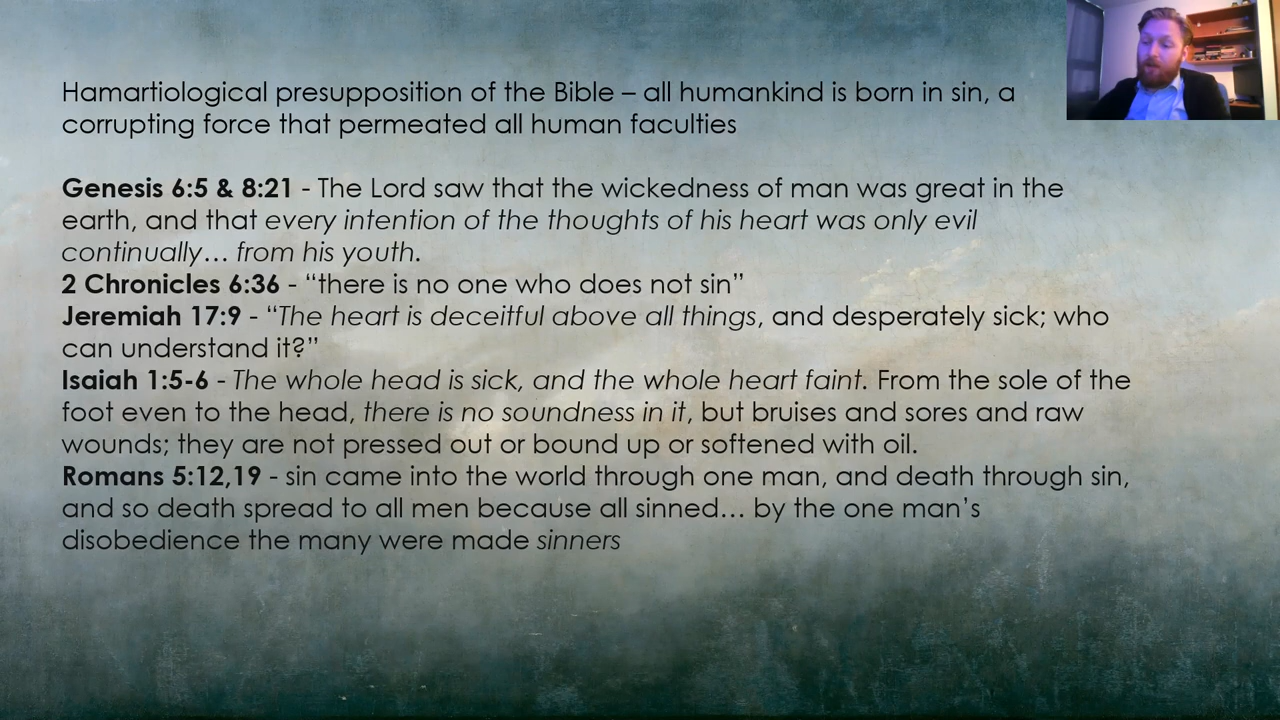 Hamartiological presupposition of the Bible – all humankind is born in sin, a
corrupting force that permeated all human faculties
Genesis 6:5 & 8:21 - The Lord saw that the wickedness of man was great in the
earth, and that every intention of the thoughts of his heart was only evil
continually… from his youth.
2 Chronicles 6:36 - “there is no one who does not sin”
Jeremiah 17:9 - “The heart is deceitful above all things, and desperately sick; who
can understand it?”
Isaiah 1:5-6 - The whole head is sick, and the whole heart faint. From the sole of the
foot even to the head, there is no soundness in it, but bruises and sores and raw
wounds; they are not pressed out or bound up or softened with oil.
Romans 5:12,19 - sin came into the world through one man, and death through sin,
and so death spread to all men because all sinned… by the one man’s
disobedience the many were made sinners